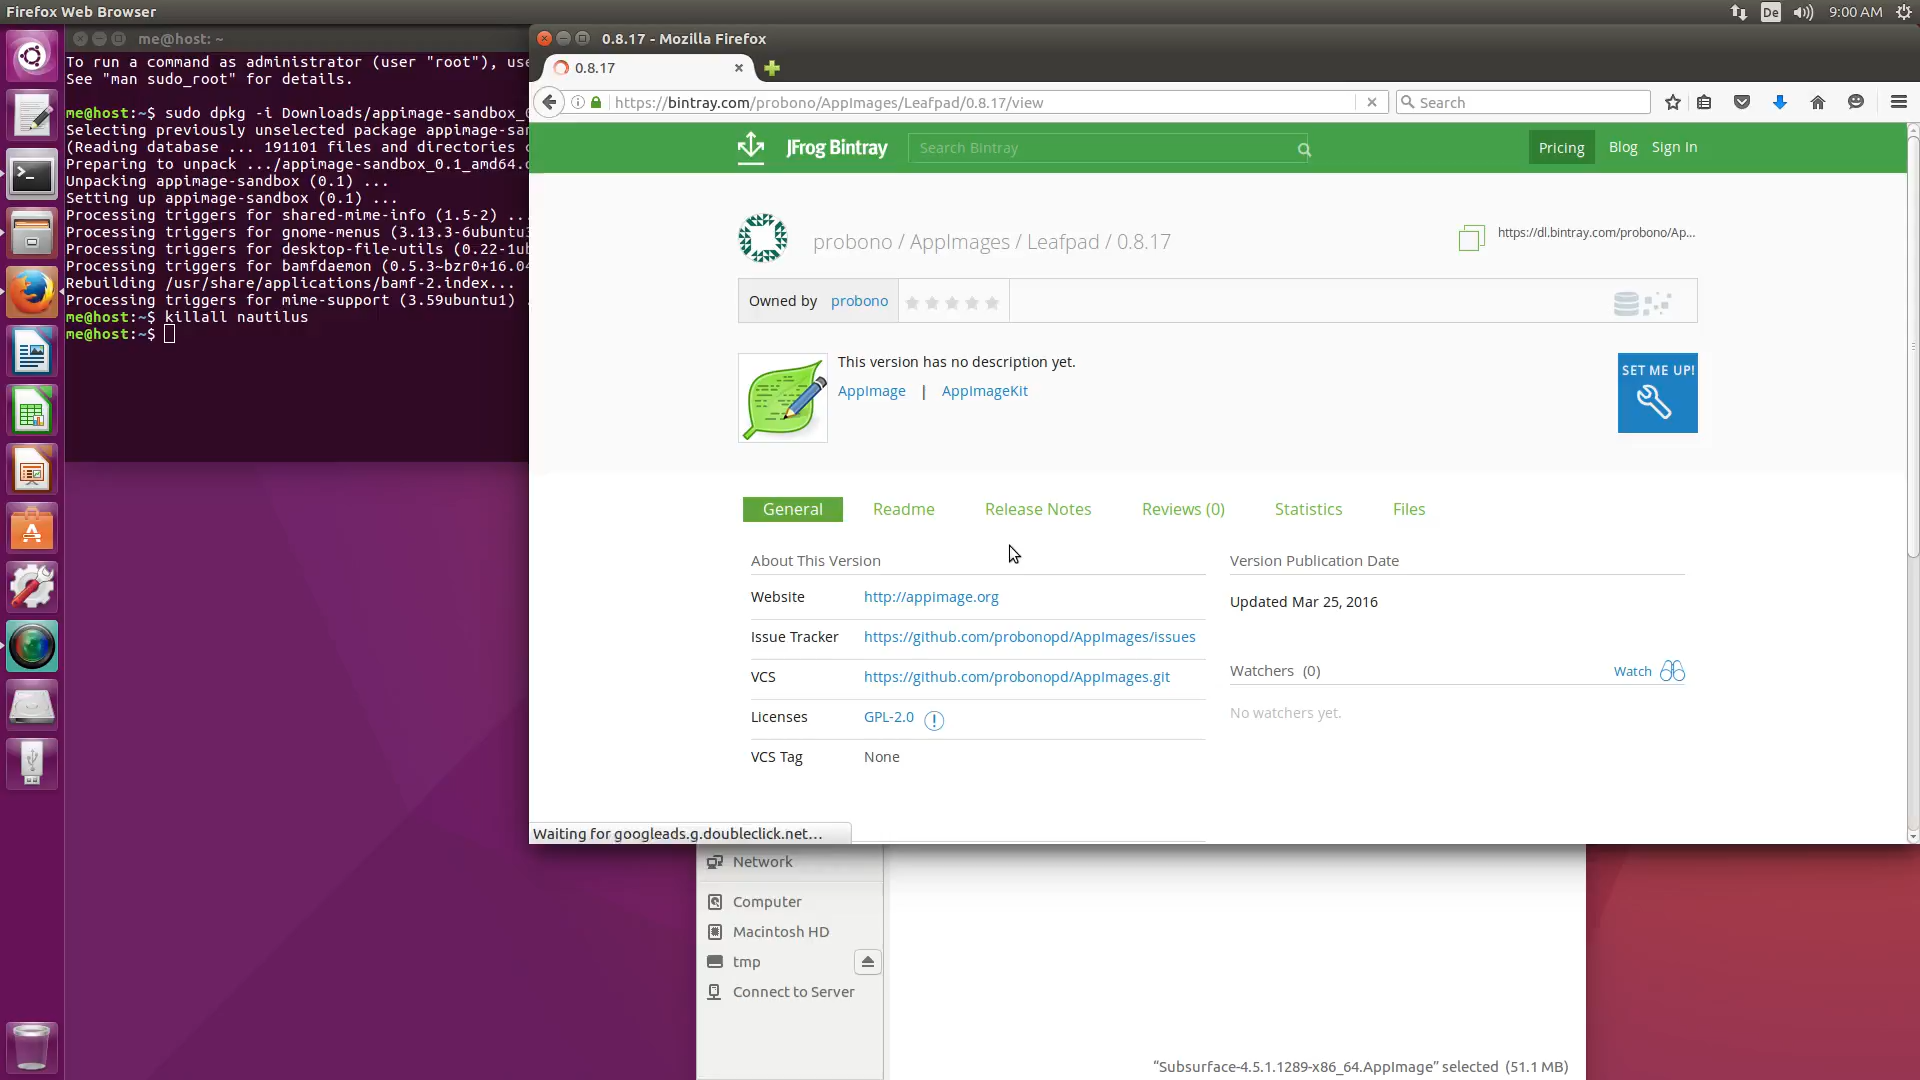 Firefox Web Browser
De
9:00 AM
me@host: ~
To run a command as administrator (user "root"), use
See "man sudo_root" for details.
me@host:~$ sudo dpkg -i Downloads/appimage-sandbox_0
Selecting previously unselected package appimage-san
(Reading database ... 191101 files and directories c
Preparing to unpack .../appimage-sandbox_0.1_amd64.d
Unpacking appimage-sandbox (0.1) ...
Setting up appimage-sandbox (0.1) ...
Processing triggers for shared-mime-info (1.5-2) ...
Processing triggers for gnome-menus (3.13.3-6ubuntu3
Processing triggers for desktop-file-utils (0.22-1ub
Processing triggers for bamfdaemon (0.5.3~bzr0+16.04
Rebuilding /usr/share/applications/bamf-2.index...
Processing triggers for mime-support (3.59ubuntu1) .
me@host:~$ killall nautilus
me@host:~$
0.8.17 - Mozilla Firefox
0.8.17
https://bintray.com/probono/AppImages/Leafpad/0.8.17/view
Search
JFrog Bintray
Search Bintray
Pricing
Blog
Sign In
probono / AppImages / Leafpad / 0.8.17
https://dl.bintray.com/probono/Ap...
Owned by probono
This version has no description yet.
AppImage | AppImageKit
SET ME UP!
General
Readme
Release Notes
Reviews (0)
Statistics
Files
About This Version
Website http://appimage.org
Issue Tracker https://github.com/probonopd/AppImages/issues
VCS https://github.com/probonopd/AppImages.git
Licenses GPL-2.0
VCS Tag None
Version Publication Date
Updated Mar 25, 2016
Watchers (0)
Watch
No watchers yet.
Waiting for googleads.g.doubleclick.net...
Network
Computer
Macintosh HD
tmp
Connect to Server
“Subsurface-4.5.1.1289-x86_64.AppImage” selected (51.1 MB)